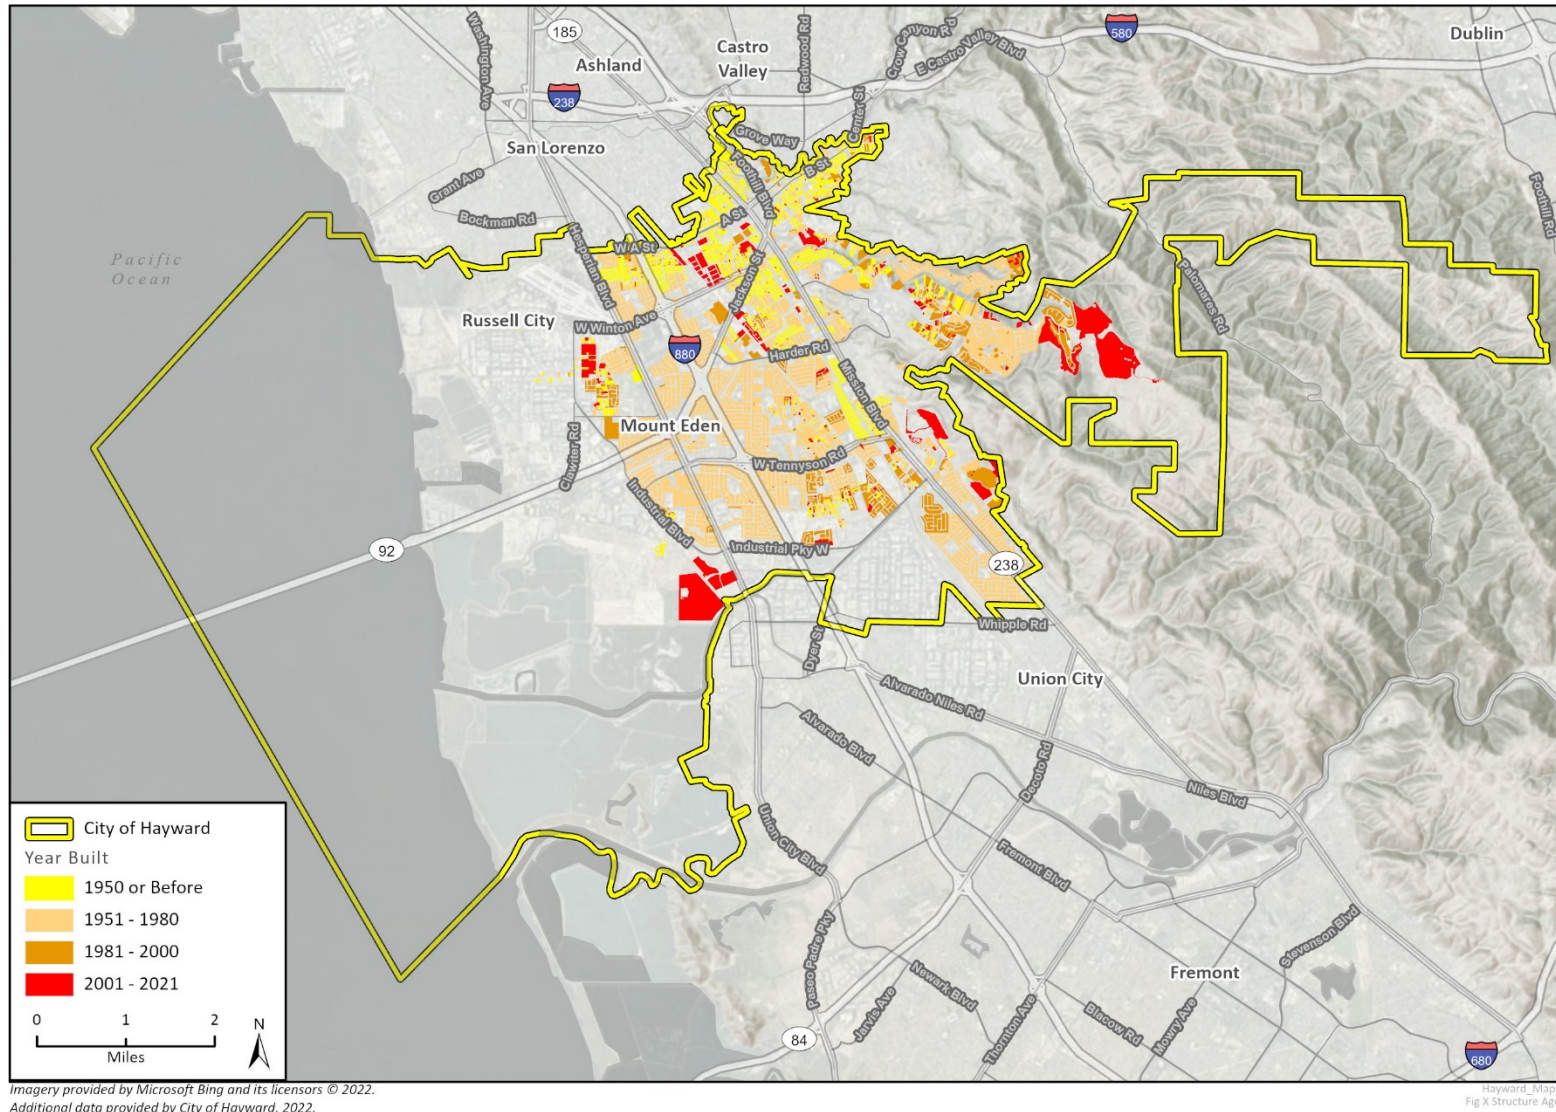 Washington Ave
185
Ashland
238
Castro
Valley
Redwood Rd
Crow Canyon Rd
E Castro Valley Blvd
580
Dublin
Grove Way
Center St
San Lorenzo
Foothill Blvd
B St
Grant Ave
Bockman Rd
Hesperian Blvd
A St
W A St
Foothill Rd
Pacific
Ocean
Palomares Rd
Jackson St
Russell City
W Winton Ave
880
Harder Rd
Mission Blvd
Mount Eden
Clawiter Rd
W Tennyson Rd
Industrial Blvd
Industrial Pky W
92
238
Whipple Rd
Dyer St
Union City
Alvarado Niles Rd
Alvarado Blvd
Decoto Rd
Niles Blvd
Union City Blvd
Fremont Blvd
Paseo Padre Pky
Stevenson Blvd
Newark Blvd
Fremont
Jarvis Ave
Thornton Ave
Blacow Rd
Mowry Ave
84
680
City of Hayward
Year Built
1950 or Before
1951 - 1980
1981 - 2000
2001 - 2021
0 1 2
Miles
N
Imagery provided by Microsoft Bing and its licensors © 2022.
Additional data provided by City of Hayward, 2022.
Hayward_Map
Fig X Structure Age